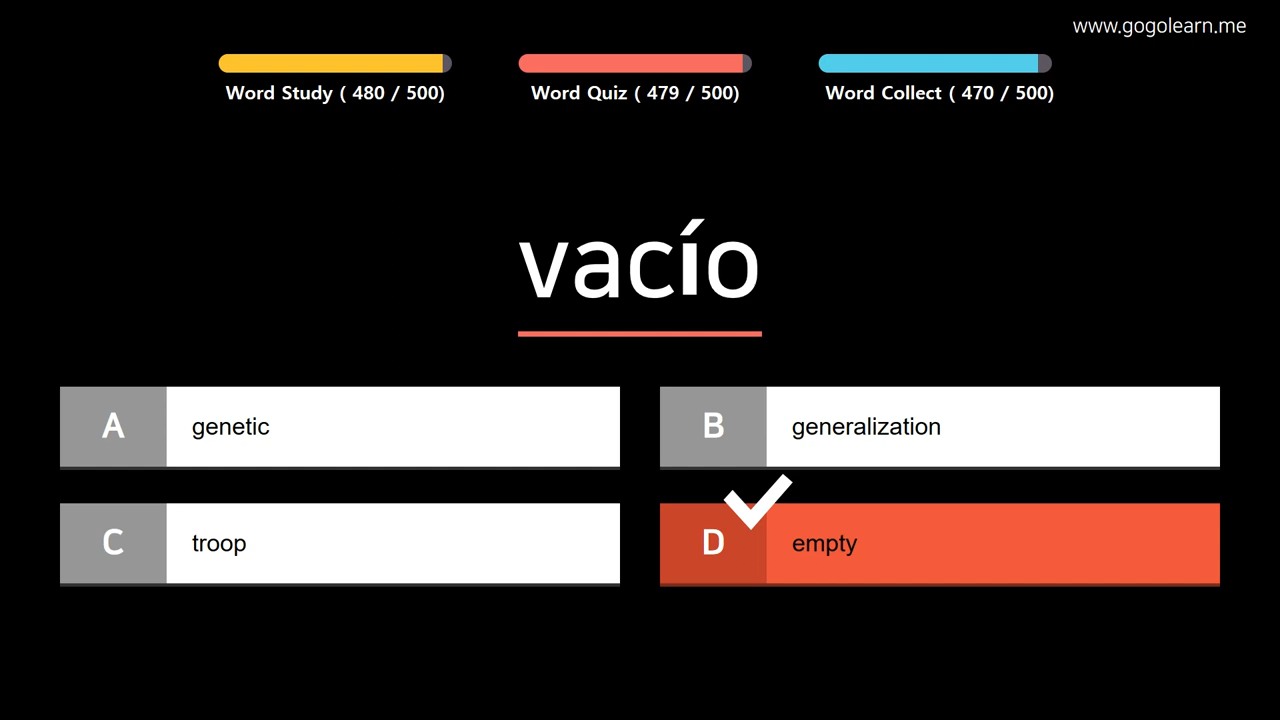 www.gogolearn.me
Word Study ( 480 / 500)
Word Quiz ( 479 / 500)
Word Collect ( 470 / 500)
vacío
A genetic
B generalization
C troop
D empty